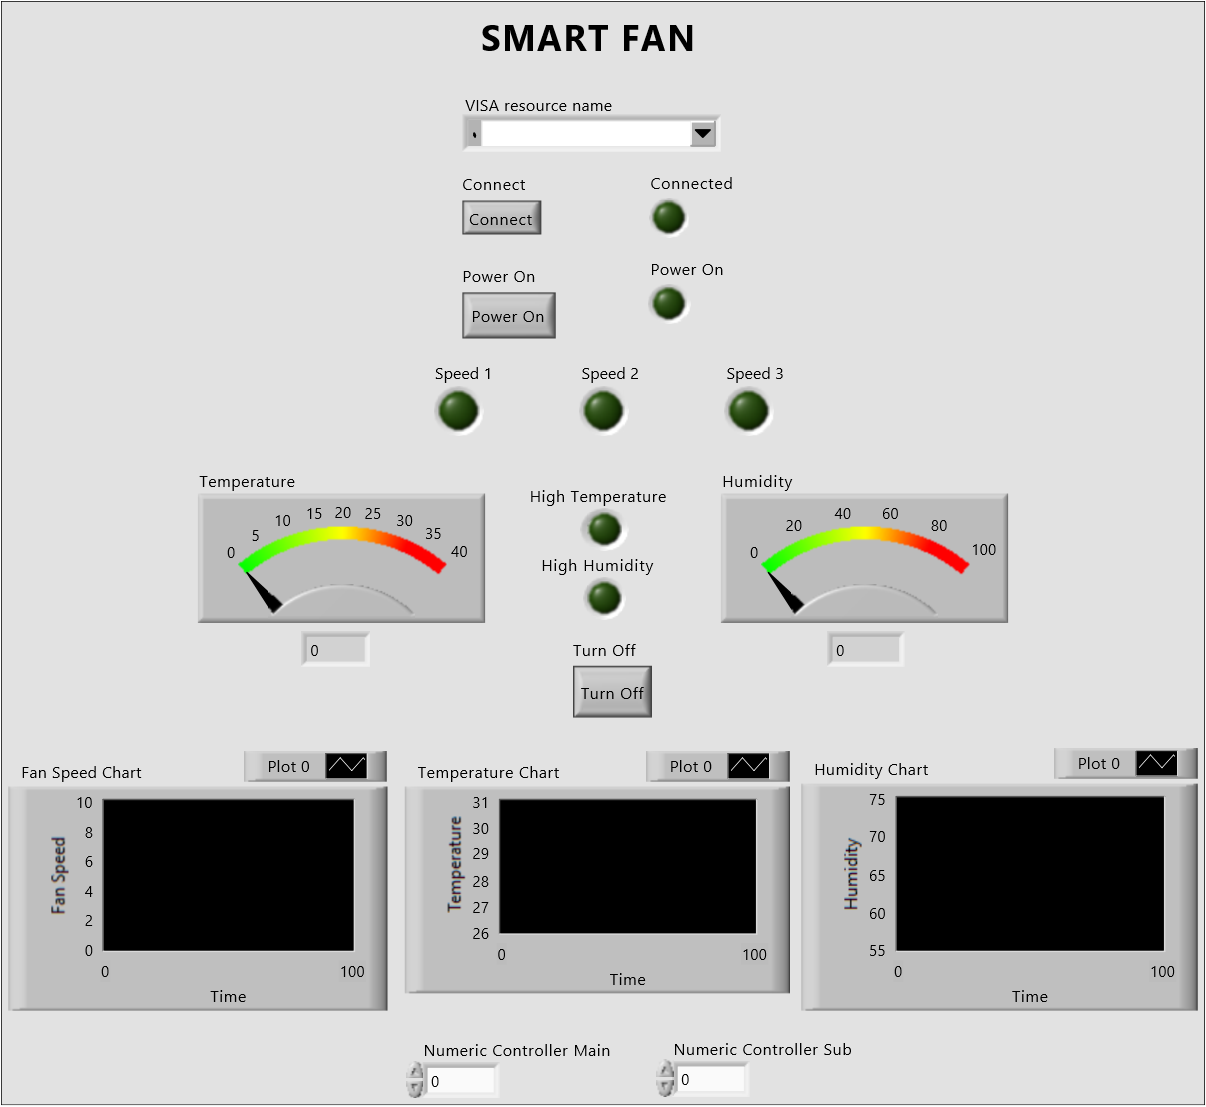 SMART FAN
VISA resource name
Connect
Connected
Connect
Power On
Power On
Power On
Speed 1
Speed 2
Speed 3
Temperature
0
5
10
15
20
25
30
35
40
0
High Temperature
High Humidity
Humidity
0
20
40
60
80
100
0
Turn Off
Turn Off
Fan Speed Chart
Plot 0
Fan Speed
10
8
6
4
2
0
0
100
Time
Temperature Chart
Plot 0
Temperature
31
30
29
28
27
26
0
100
Time
Humidity Chart
Plot 0
Humidity
75
70
65
60
55
0
100
Time
Numeric Controller Main
0
Numeric Controller Sub
0